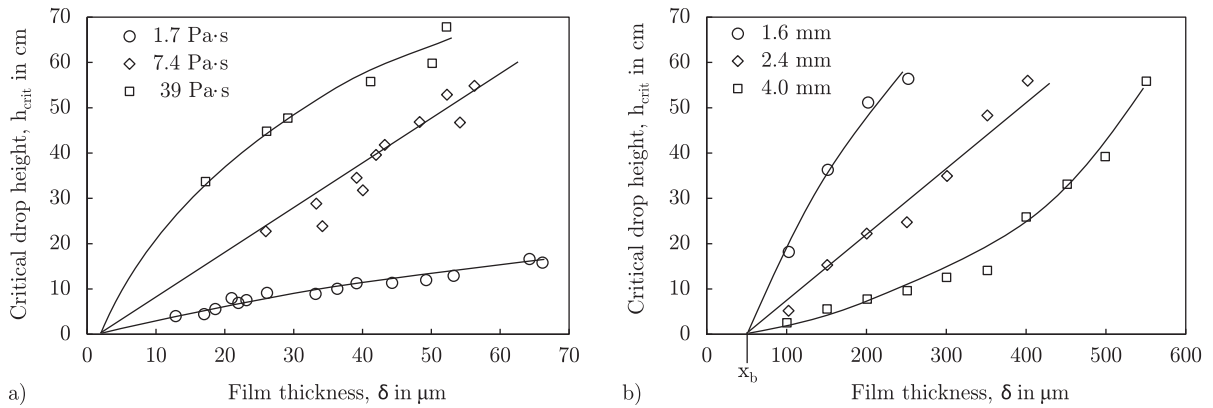 70
60
50
40
30
20
10
0
Critical drop height, h_crit in cm
1.7 Pa·s
7.4 Pa·s
39 Pa·s
0 10 20 30 40 50 60 70
a) Film thickness, δ in μm
70
60
50
40
30
20
10
0
Critical drop height, h_crit in cm
1.6 mm
2.4 mm
4.0 mm
0 100 200 300 400 500 600
x_b
b) Film thickness, δ in μm